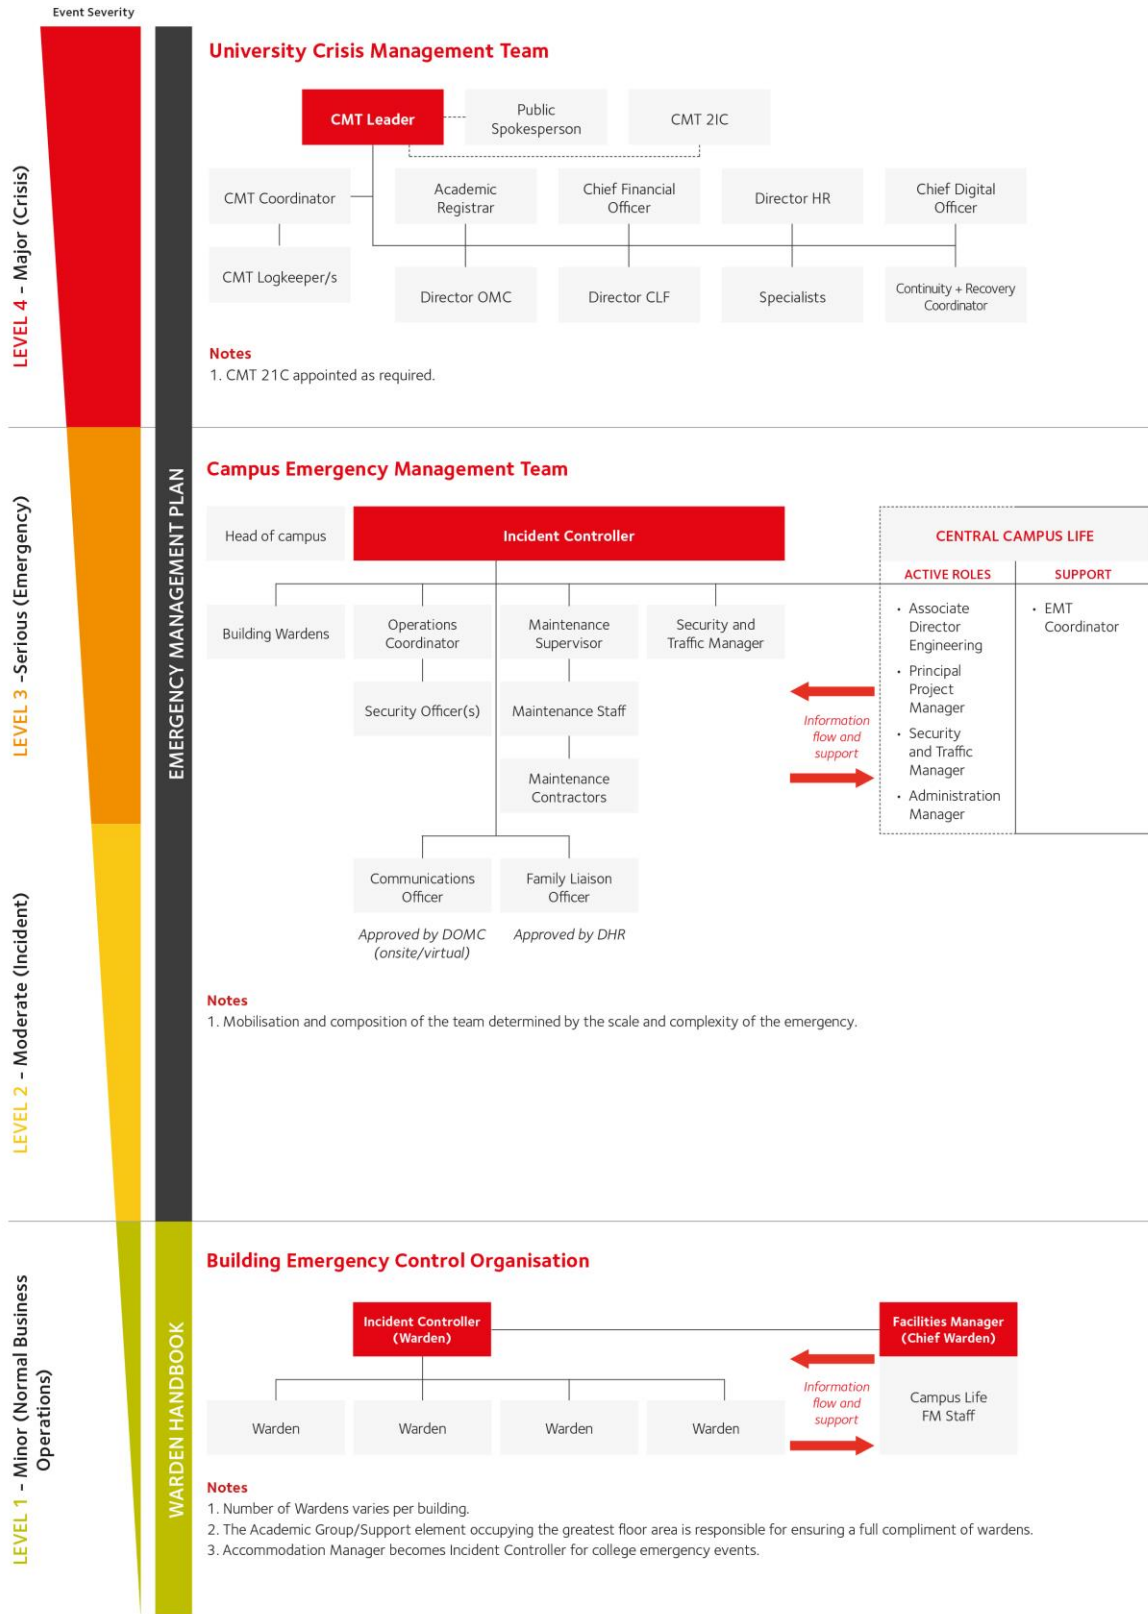 Event Severity
LEVEL 4 - Major (Crisis)
LEVEL 3 -Serious (Emergency)
LEVEL 2 - Moderate (Incident)
LEVEL 1 - Minor (Normal Business
Operations)
EMERGENCY MANAGEMENT PLAN
WARDEN HANDBOOK
University Crisis Management Team
CMT Leader
Public
Spokesperson
CMT 2IC
CMT Coordinator
Academic
Registrar
Chief Financial
Officer
Director HR
Chief Digital
Officer
CMT Logkeeper/s
Director OMC
Director CLF
Specialists
Continuity + Recovery
Coordinator
Notes
1. CMT 21C appointed as required.
Campus Emergency Management Team
Head of campus
Incident Controller
CENTRAL CAMPUS LIFE
ACTIVE ROLES
SUPPORT
• Associate
Director
Engineering
• Principal
Project
Manager
• Security
and Traffic
Manager
• Administration
Manager
• EMT
Coordinator
Building Wardens
Operations
Coordinator
Maintenance
Supervisor
Security and
Traffic Manager
Security Officer(s)
Maintenance Staff
Information
flow and
support
Maintenance
Contractors
Communications
Officer
Family Liaison
Officer
Approved by DOMC
(onsite/virtual)
Approved by DHR
Notes
1. Mobilisation and composition of the team determined by the scale and complexity of the emergency.
Building Emergency Control Organisation
Incident Controller
(Warden)
Facilities Manager
(Chief Warden)
Information
flow and
support
Campus Life
FM Staff
Warden
Warden
Warden
Warden
Notes
1. Number of Wardens varies per building.
2. The Academic Group/Support element occupying the greatest floor area is responsible for ensuring a full compliment of wardens.
3. Accommodation Manager becomes Incident Controller for college emergency events.